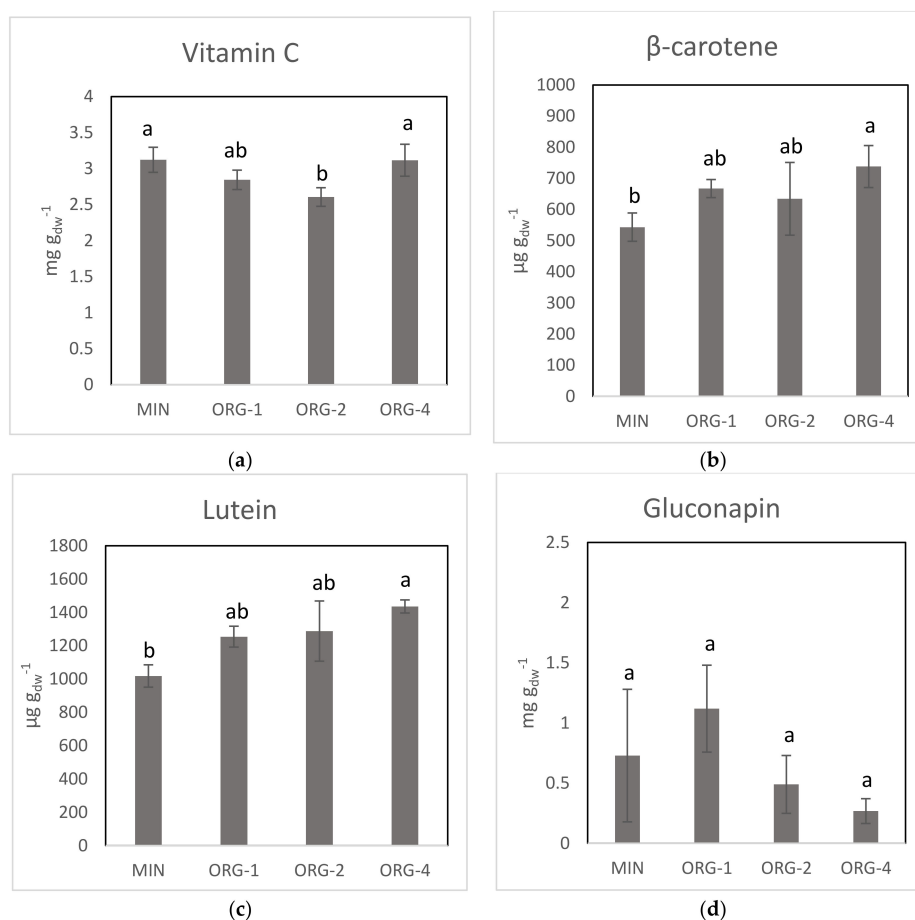 Vitamin C
4
3.5
3
2.5
2
1.5
1
0.5
0
mg g_dw^-1
a
ab
b
a
MIN ORG-1 ORG-2 ORG-4
(a)
β-carotene
1000
900
800
700
600
500
400
300
200
100
0
µg g_dw^-1
b
ab
ab
a
MIN ORG-1 ORG-2 ORG-4
(b)
Lutein
1800
1600
1400
1200
1000
800
600
400
200
0
µg g_dw^-1
b
ab
ab
a
MIN ORG-1 ORG-2 ORG-4
(c)
Gluconapin
2.5
2
1.5
1
0.5
0
mg g_dw^-1
a
a
a
a
MIN ORG-1 ORG-2 ORG-4
(d)